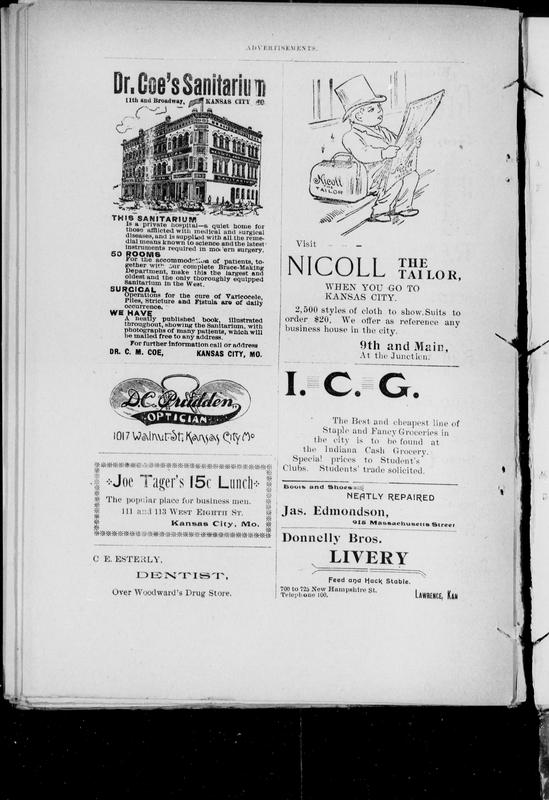 ADVERTISEMENTS.
Dr. Coe's Sanitarium
11th and Broadway, KANSAS CITY MO.
THIS SANITARIUM
Is a private hospital—a quiet home for
those afflicted with medical and surgical
diseases, and is supplied with all the reme-
dial means known to science and the latest
instruments required in modern surgery.
50 ROOMS
For the accommodation of patients, to-
gether with our complete Brace-Making
Department, make this the largest and
oldest and the only thoroughly equipped
Sanitarium in the West.
SURGICAL
Operations for the cure of Varicocele,
Piles, Stricture and Fistula are of daily
occurrence.
WE HAVE
A neatly published book, illustrated
throughout, showing the Sanitarium, with
photographs of many patients, which will
be mailed free to any address.
For further information call or address
DR. C. M. COE, KANSAS CITY, MO.
D.C. Prudden,
OPTICIAN
1017 Walnut St, Kansas City Mo
Joe Tager's 15c Lunch
The popular place for business men.
111 and 113 WEST EIGHTH ST.
Kansas City, Mo.
C E. ESTERLY,
DENTIST,
Over Woodward's Drug Store.
Nicoll
THE
TAILOR
Visit
NICOLL THE
TAILOR,
WHEN YOU GO TO
KANSAS CITY.
2,500 styles of cloth to show. Suits to
order $20. We offer as reference any
business house in the city.
9th and Main,
At the Junction.
I. C. G.
The Best and cheapest line of
Staple and Fancy Groceries in
the city is to be found at
the Indiana Cash Grocery.
Special prices to Student's
Clubs. Students' trade solicited.
Boots and Shoes
NEATLY REPAIRED
Jas. Edmondson,
915 Massachusetts Street
Donnelly Bros.
LIVERY
Feed and Hack Stable.
700 to 725 New Hampshire St.
Telephone 100. LAWRENCE, KAN